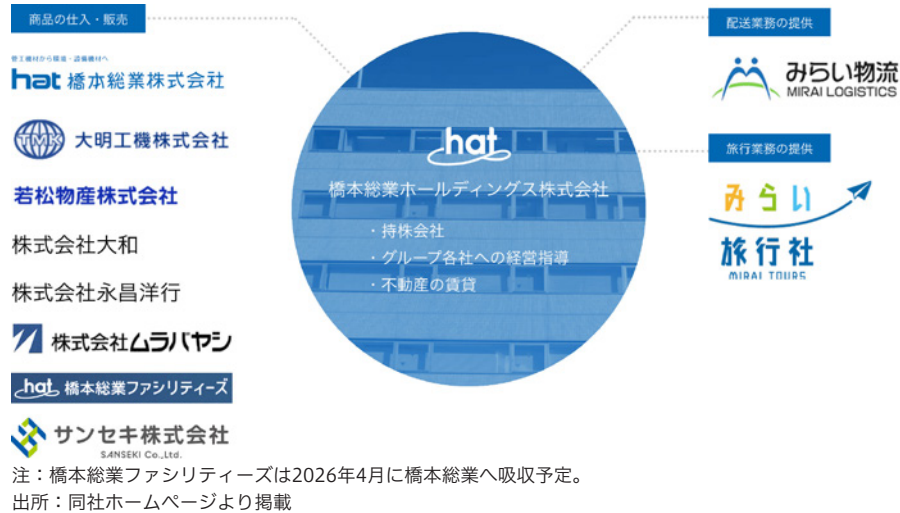 商品の仕入・販売
管工機材から環境・設備機材へ
hat 橋本総業株式会社
TMK 大明工機株式会社
若松物産株式会社
株式会社大和
株式会社永昌洋行
株式会社ムラバヤシ
hat 橋本総業ファシリティーズ
サンセキ株式会社
SANSEKI Co.,Ltd.
hat
橋本総業ホールディングス株式会社
・持株会社
・グループ各社への経営指導
・不動産の賃貸
配送業務の提供
みらい物流
MIRAI LOGISTICS
旅行業務の提供
みらい
旅行社
MIRAI TOURS
注：橋本総業ファシリティーズは2026年4月に橋本総業へ吸収予定。
出所：同社ホームページより掲載